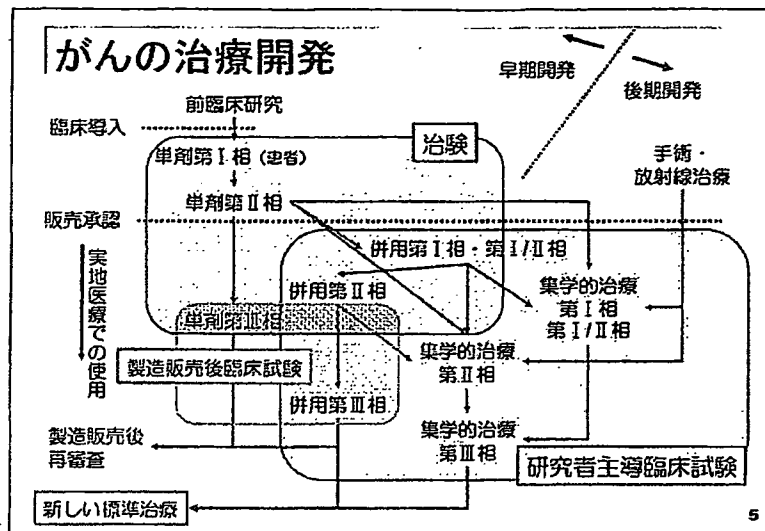 がんの治療開発
早期開発
後期開発
前臨床研究
臨床導入
治験
単剤第Ⅰ相 (患者)
手術・
放射線治療
単剤第Ⅱ相
販売承認
併用第Ⅰ相・第Ⅰ/Ⅱ相
実地医療での使用
併用第Ⅱ相
集学的治療
第Ⅰ相
第Ⅰ/Ⅱ相
単剤第Ⅲ相
製造販売後臨床試験
集学的治療
第Ⅱ相
併用第Ⅲ相
製造販売後
再審査
集学的治療
第Ⅲ相
研究者主導臨床試験
新しい標準治療
5